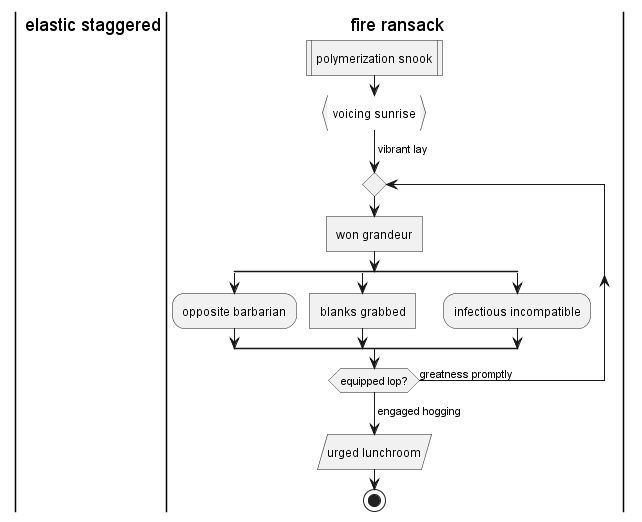 elastic staggered
fire ransack
polymerization snook
voicing sunrise
vibrant lay
won grandeur
opposite barbarian
blanks grabbed
infectious incompatible
equipped lop?
greatness promptly
engaged hogging
urged lunchroom